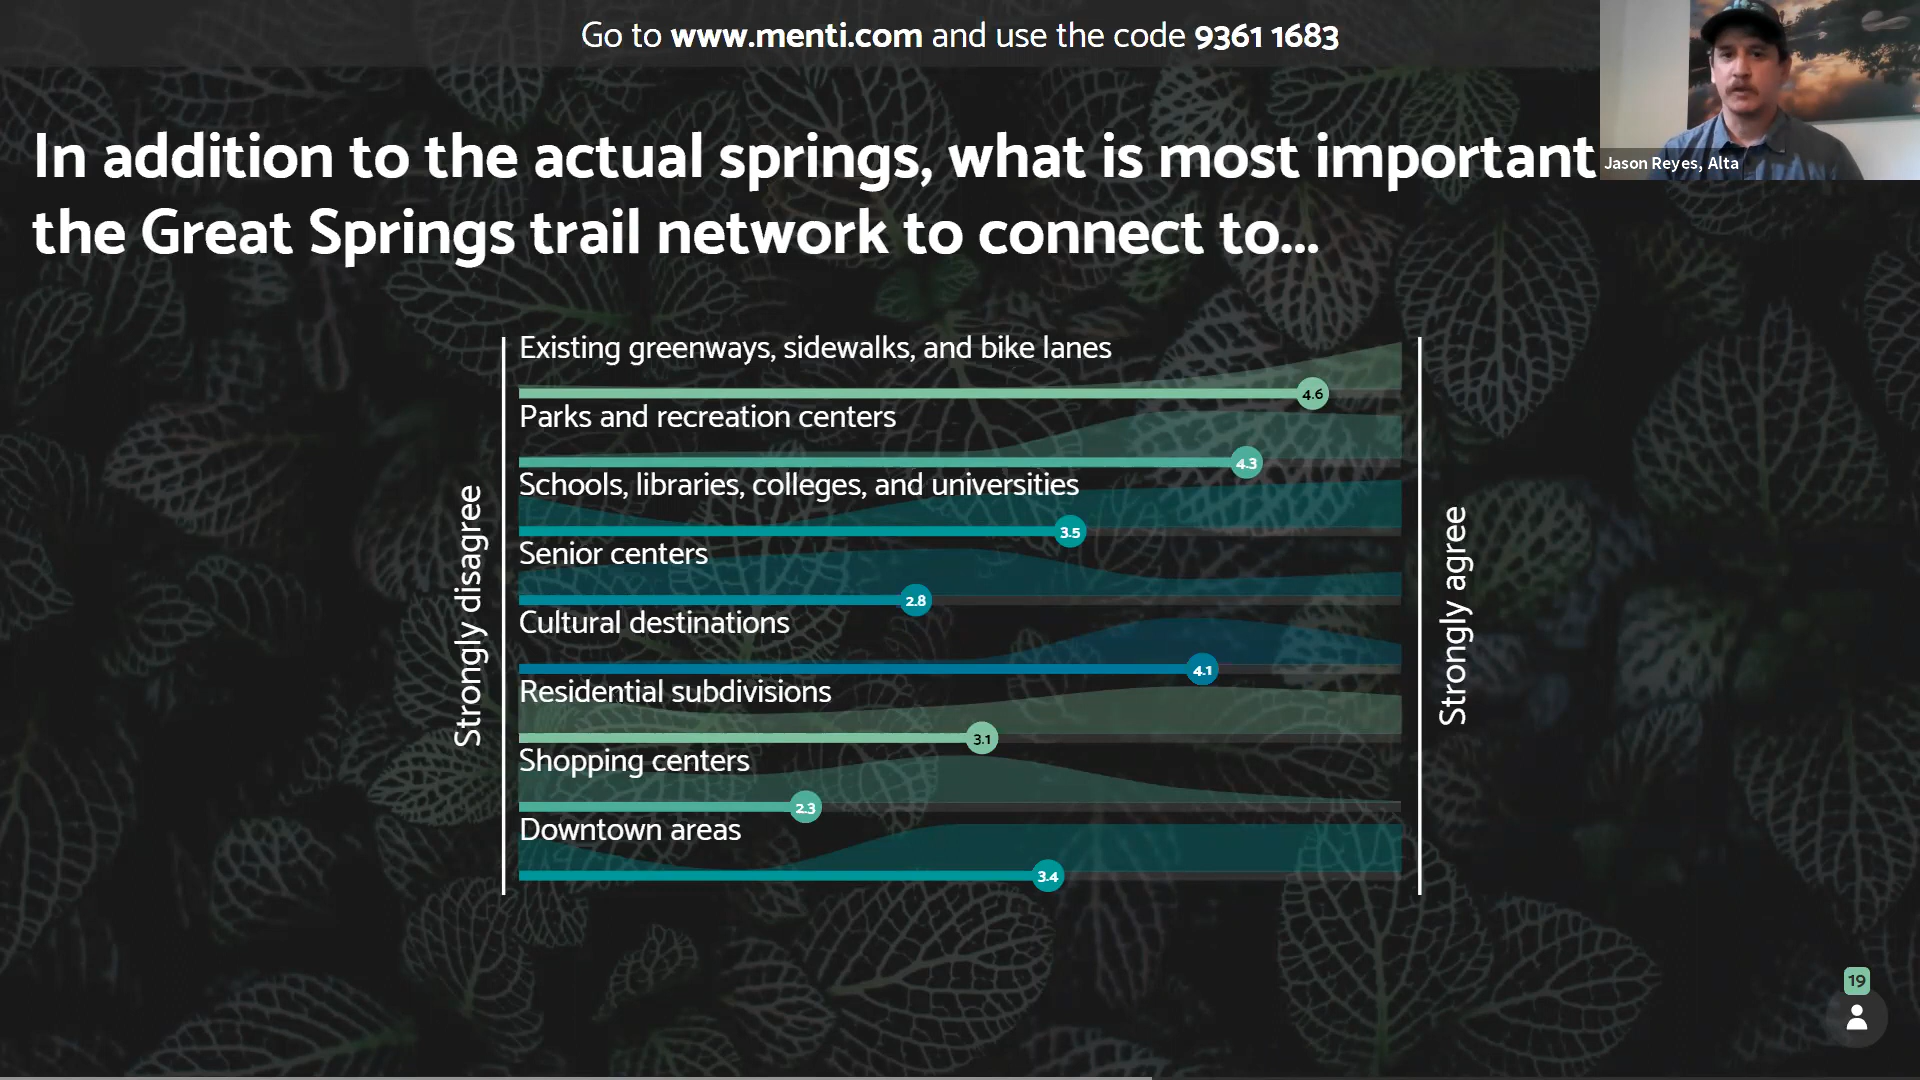 Go to www.menti.com and use the code 9361 1683
In addition to the actual springs, what is most important
the Great Springs trail network to connect to...
Jason Reyes, Alta
Strongly disagree
Existing greenways, sidewalks, and bike lanes
4.6
Parks and recreation centers
4.3
Schools, libraries, colleges, and universities
3.5
Senior centers
2.8
Cultural destinations
4.1
Residential subdivisions
3.1
Shopping centers
2.3
Downtown areas
3.4
Strongly agree
19